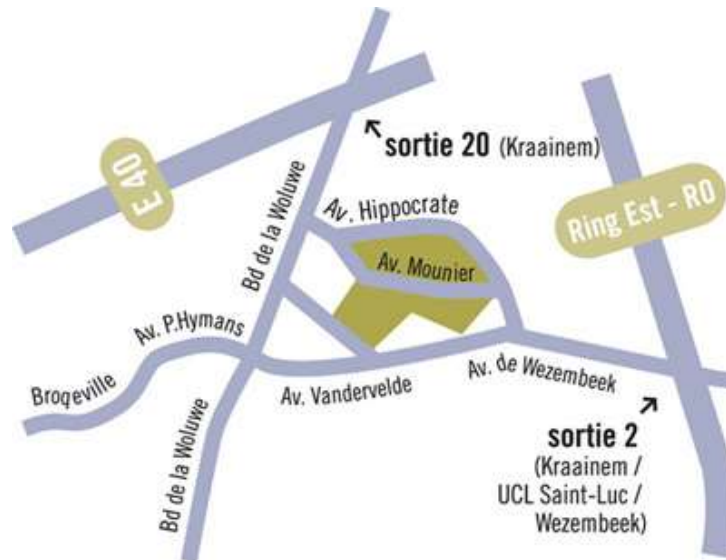 sortie 20 (Kraainem)
E 40
Bd de la Woluwe
Av. Hippocrate
Ring Est - R0
Av. Mounier
Av. P.Hymans
Broqeville
Av. Vandervelde
Av. de Wezembeek
Bd de la Woluwe
sortie 2
(Kraainem /
UCL Saint-Luc /
Wezembeek)